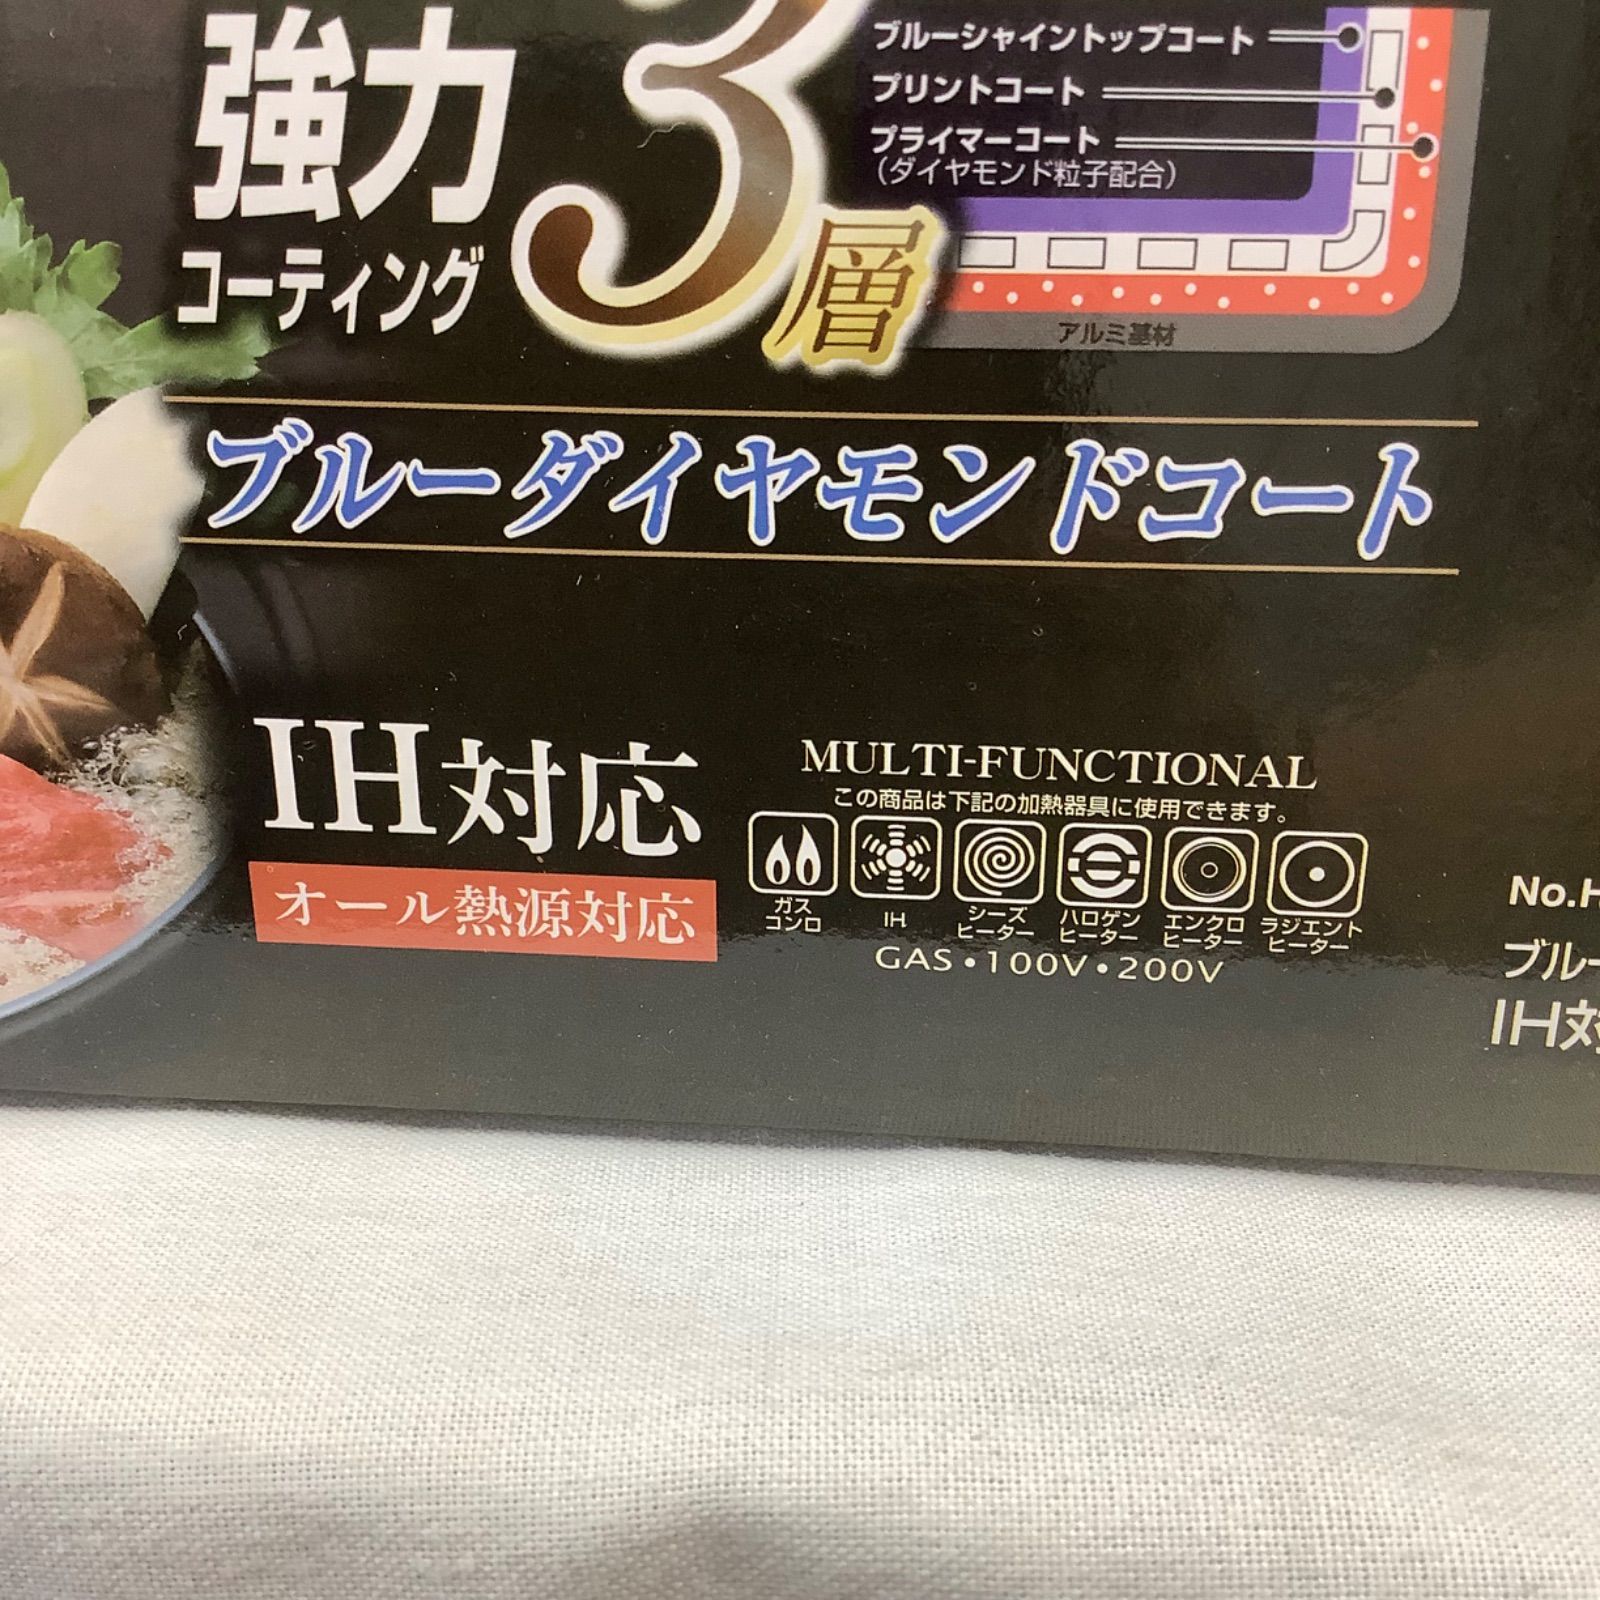 強力
コーティング
3層
ブルーシャイントップコート
プリントコート
プライマーコート
(ダイヤモンド粒子配合)
アルミ基材
ブルーダイヤモンドコート
IH対応
オール熱源対応
MULTI-FUNCTIONAL
この商品は下記の加熱器具に使用できます。
ガス
コンロ
IH
シーズ
ヒーター
ハロゲン
ヒーター
エンクロ
ヒーター
ラジエント
ヒーター
GAS・100V・200V
No.H
ブルー
IH対